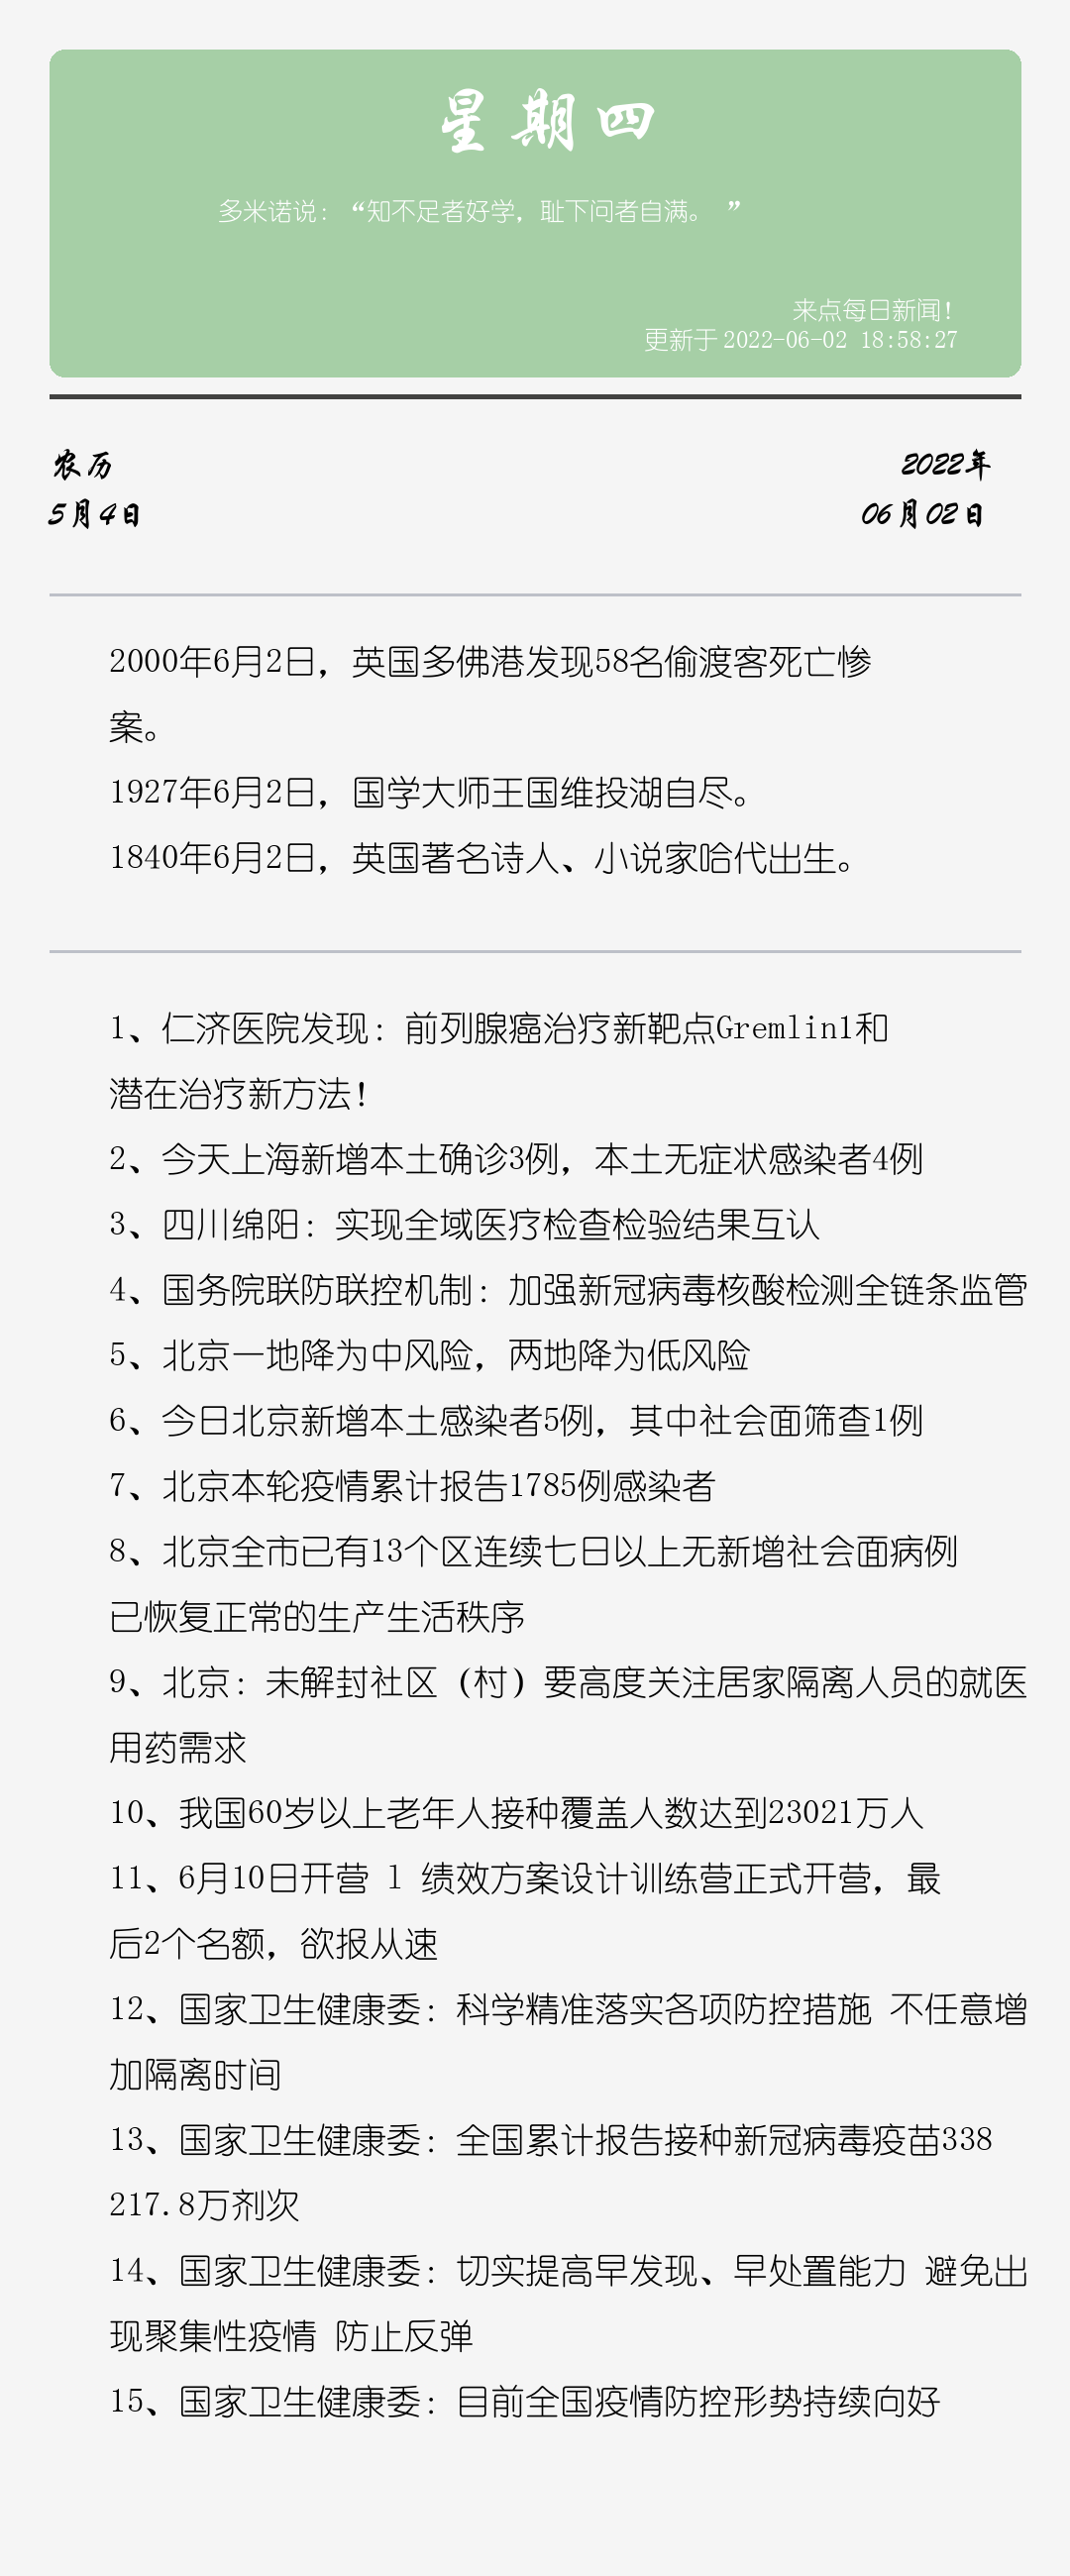 星期四
多米诺说：“知不足者好学，耻下问者自满。 ”
来点每日新闻！
更新于2022-06-02 18:58:27
农历
2022年
5月4日
06月02日
2000年6月2日，英国多佛港发现58名偷渡客死亡惨
案。
1927年6月2日，国学大师王国维投湖自尽。
1840年6月2日，英国著名诗人、小说家哈代出生。
1、仁济医院发现：前列腺癌治疗新靶点Gremlin1和
潜在治疗新方法！
2、今天上海新增本土确诊3例，本土无症状感染者4例
3、四川绵阳：实现全域医疗检查检验结果互认
4、国务院联防联控机制：加强新冠病毒核酸检测全链条监管
5、北京一地降为中风险，两地降为低风险
6、今日北京新增本土感染者5例，其中社会面筛查1例
7、北京本轮疫情累计报告1785例感染者
8、北京全市已有13个区连续七日以上无新增社会面病例
已恢复正常的生产生活秩序
9、北京：未解封社区（村）要高度关注居家隔离人员的就医
用药需求
10、我国60岁以上老年人接种覆盖人数达到23021万人
11、6月10日开营 l 绩效方案设计训练营正式开营，最
后2个名额，欲报从速
12、国家卫生健康委：科学精准落实各项防控措施 不任意增
加隔离时间
13、国家卫生健康委：全国累计报告接种新冠病毒疫苗338
217.8万剂次
14、国家卫生健康委：切实提高早发现、早处置能力 避免出
现聚集性疫情 防止反弹
15、国家卫生健康委：目前全国疫情防控形势持续向好